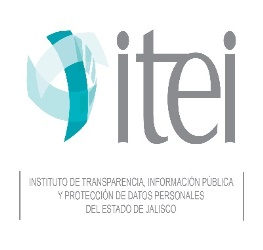 itei
INSTITUTO DE TRANSPARENCIA, INFORMACIÓN PÚBLICA
Y PROTECCIÓN DE DATOS PERSONALES
DEL ESTADO DE JALISCO